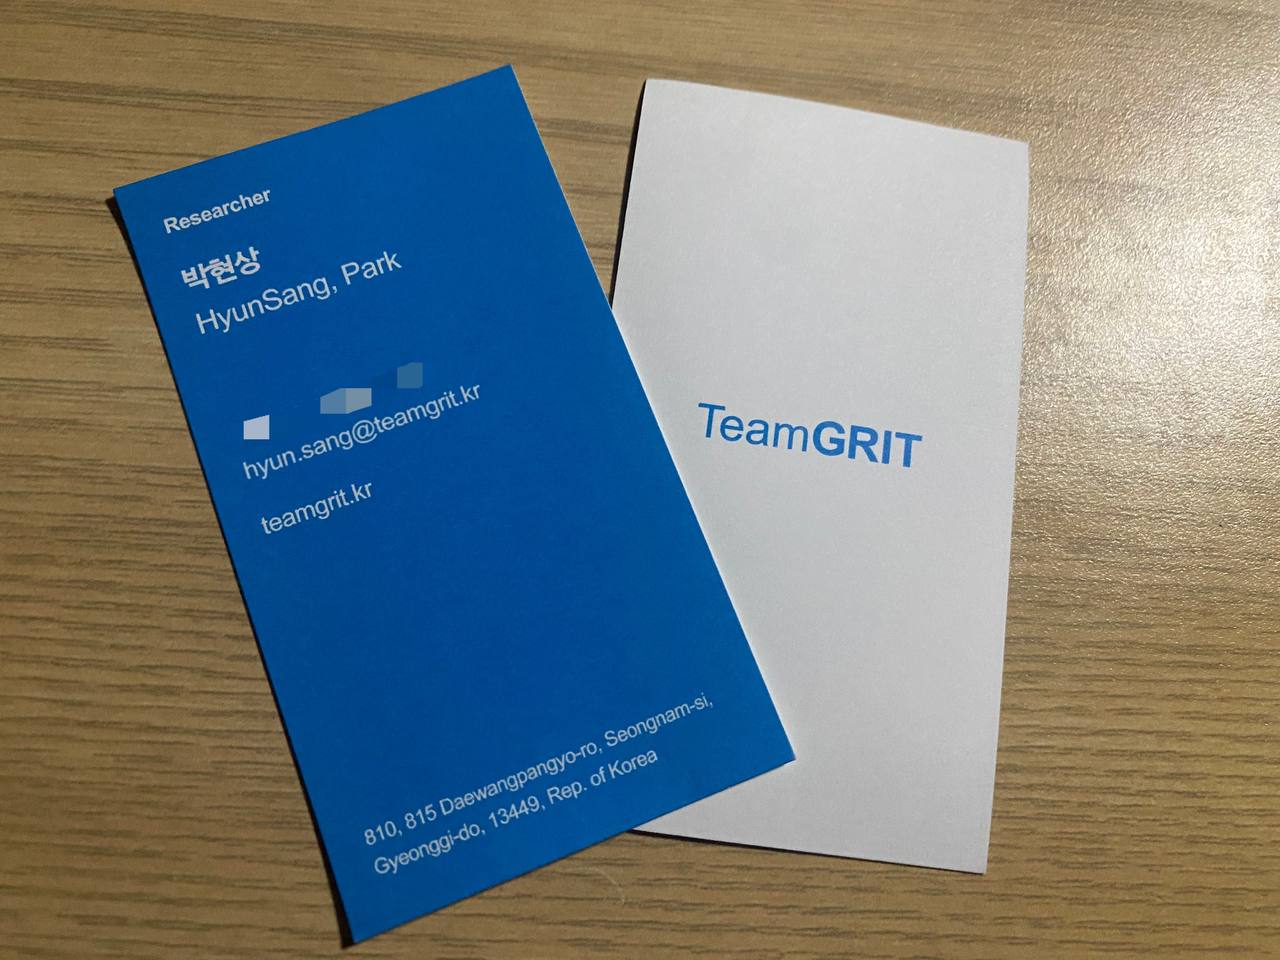 Researcher
박현상
HyunSang, Park
hyun.sang@teamgrit.kr
teamgrit.kr
810, 815 Daewangpangyo-ro, Seongnam-si,
Gyeonggi-do, 13449, Rep. of Korea
TeamGRIT